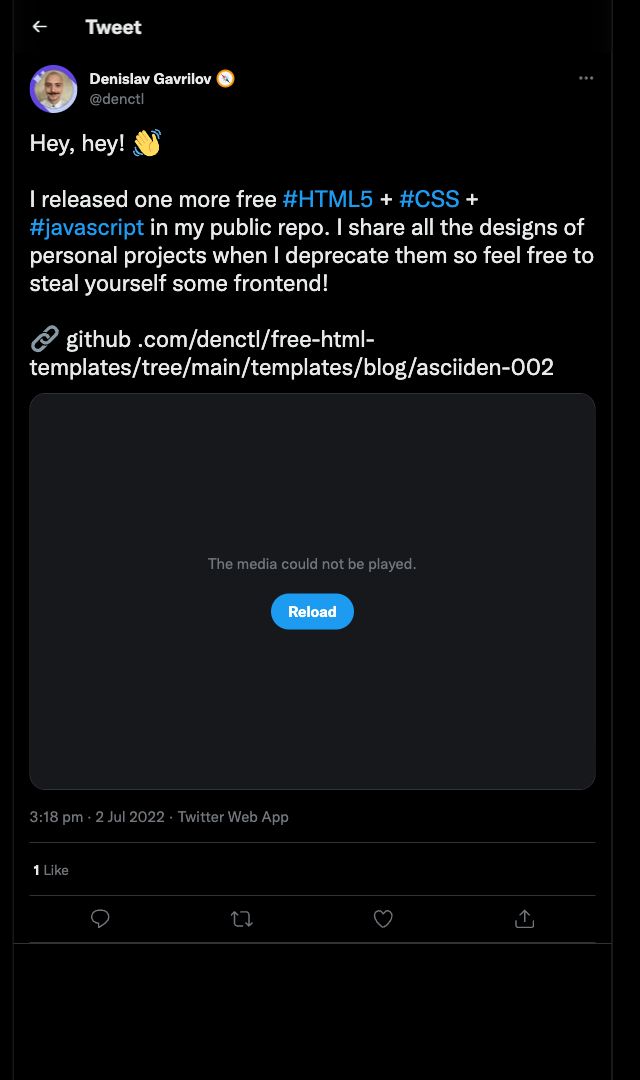 Tweet
Denislav Gavrilov
@denctl
Hey, hey! 👋
I released one more free #HTML5 + #CSS +
#javascript in my public repo. I share all the designs of
personal projects when I deprecate them so feel free to
steal yourself some frontend!
🔗 github .com/denctl/free-html-
templates/tree/main/templates/blog/asciiden-002
The media could not be played.
Reload
3:18 pm · 2 Jul 2022 · Twitter Web App
1 Like